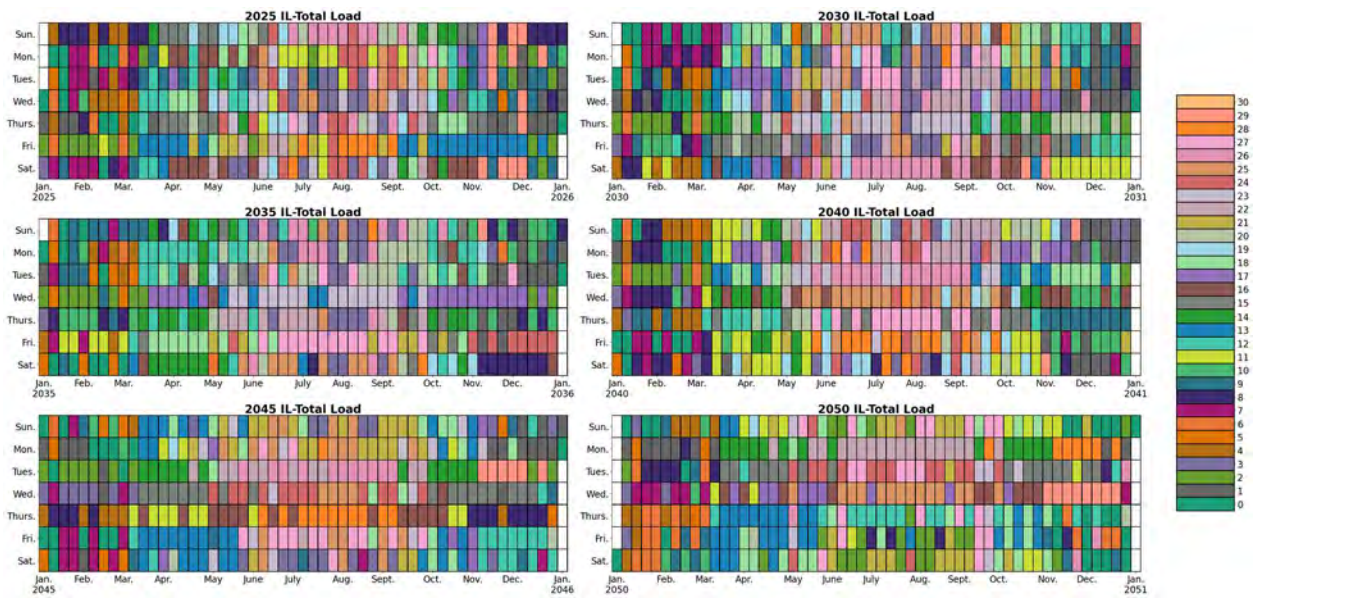 2025 IL-Total Load
Sun.
Mon.
Tues.
Wed.
Thurs.
Fri.
Sat.
Jan. Feb. Mar. Apr. May June July Aug. Sept. Oct. Nov. Dec. Jan.
2025 2026
2030 IL-Total Load
Sun.
Mon.
Tues.
Wed.
Thurs.
Fri.
Sat.
Jan. Feb. Mar. Apr. May June July Aug. Sept. Oct. Nov. Dec. Jan.
2030 2031
2035 IL-Total Load
Sun.
Mon.
Tues.
Wed.
Thurs.
Fri.
Sat.
Jan. Feb. Mar. Apr. May June July Aug. Sept. Oct. Nov. Dec. Jan.
2035 2036
2040 IL-Total Load
Sun.
Mon.
Tues.
Wed.
Thurs.
Fri.
Sat.
Jan. Feb. Mar. Apr. May June July Aug. Sept. Oct. Nov. Dec. Jan.
2040 2041
2045 IL-Total Load
Sun.
Mon.
Tues.
Wed.
Thurs.
Fri.
Sat.
Jan. Feb. Mar. Apr. May June July Aug. Sept. Oct. Nov. Dec. Jan.
2045 2046
2050 IL-Total Load
Sun.
Mon.
Tues.
Wed.
Thurs.
Fri.
Sat.
Jan. Feb. Mar. Apr. May June July Aug. Sept. Oct. Nov. Dec. Jan.
2050 2051
30
29
28
27
26
25
24
23
22
21
20
19
18
17
16
15
14
13
12
11
10
9
8
7
6
5
4
3
2
1
0